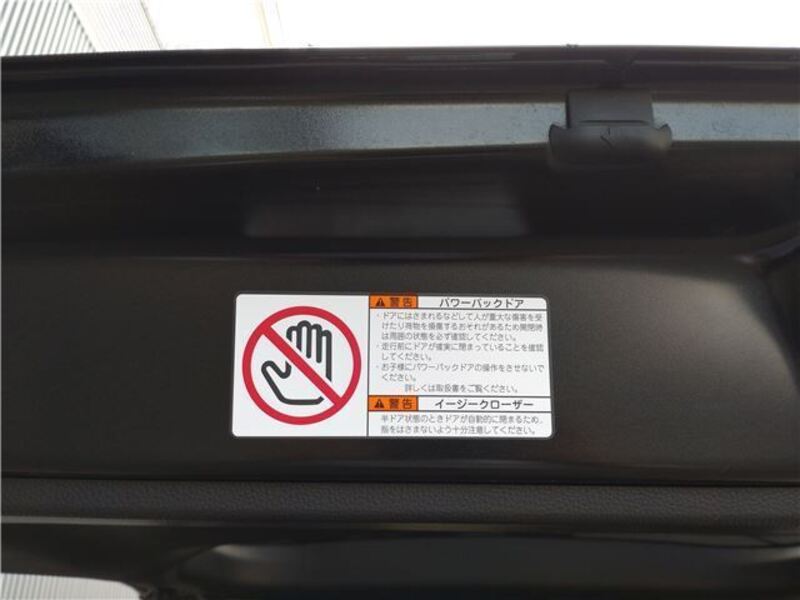 警告 パワーバックドア
・ドアにはさまれるなどして人が重大な傷害を受
けたり荷物を損傷するおそれがあるため開閉時
は周囲の状態を必ず確認してください。
・走行前にドアが確実に閉まっていることを確認
してください。
・お子様にパワーバックドアの操作をさせないで
ください。
詳しくは取扱書をご覧ください。
警告 イージークローザー
半ドア状態のときドアが自動的に閉まるため、
指をはさまないよう十分注意してください。